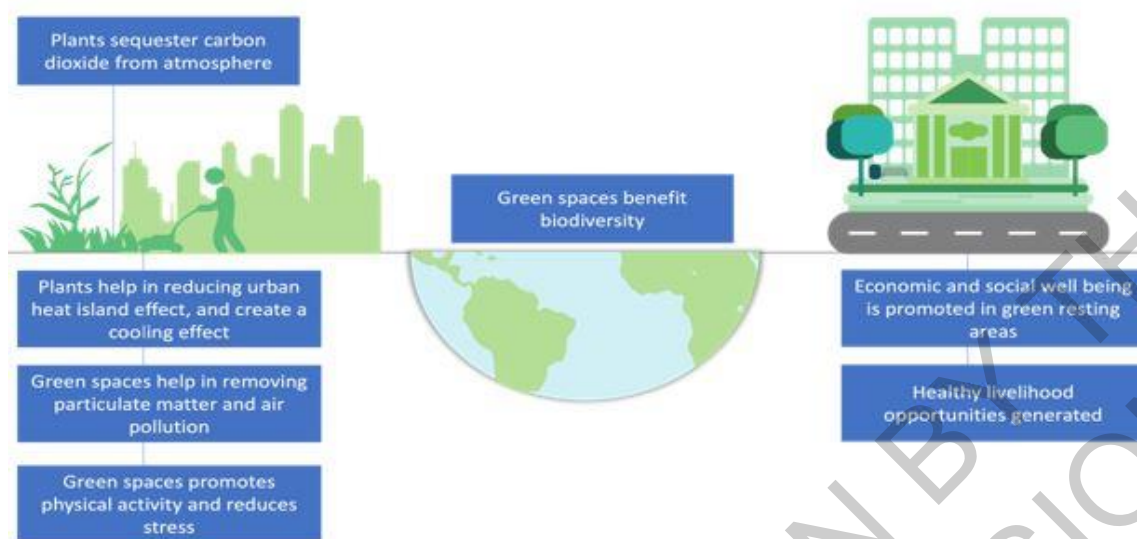 Plants sequester carbon
dioxide from atmosphere
Green spaces benefit
biodiversity
Plants help in reducing urban
heat island effect, and create a
cooling effect
Green spaces help in removing
particulate matter and air
pollution
Green spaces promotes
physical activity and reduces
stress
Economic and social well being
is promoted in green resting
areas
Healthy livelihood
opportunities generated